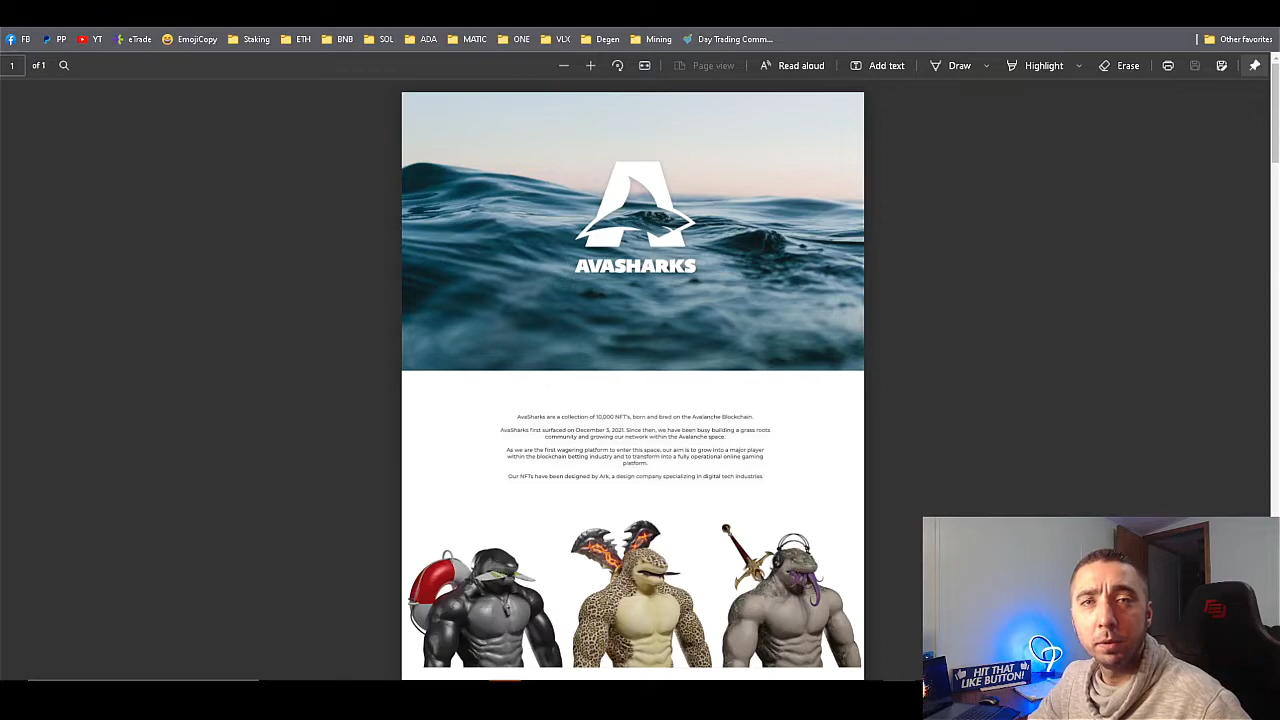 FB PP YT eTrade EmojiCopy Staking ETH BNB SOL ADA MATIC ONE VLX Degen Mining Day Trading Comm... Other favorites
1 of 1 Page view Read aloud Add text Draw Highlight Erase
AVASHARKS
AvaSharks are a collection of 10,000 NFT's, born and bred on the Avalanche Blockchain.
AvaSharks first surfaced on December 3, 2021. Since then, we have been busy building a grass roots
community and growing our network within the Avalanche space.
As we are the first wagering platform to enter this space, our aim is to grow into a major player
within the blockchain betting industry and to transform into a fully operational online gaming
platform.
Our NFTs have been designed by Ark, a design company specializing in digital tech industries
HIT THAT
LIKE BUTTON!